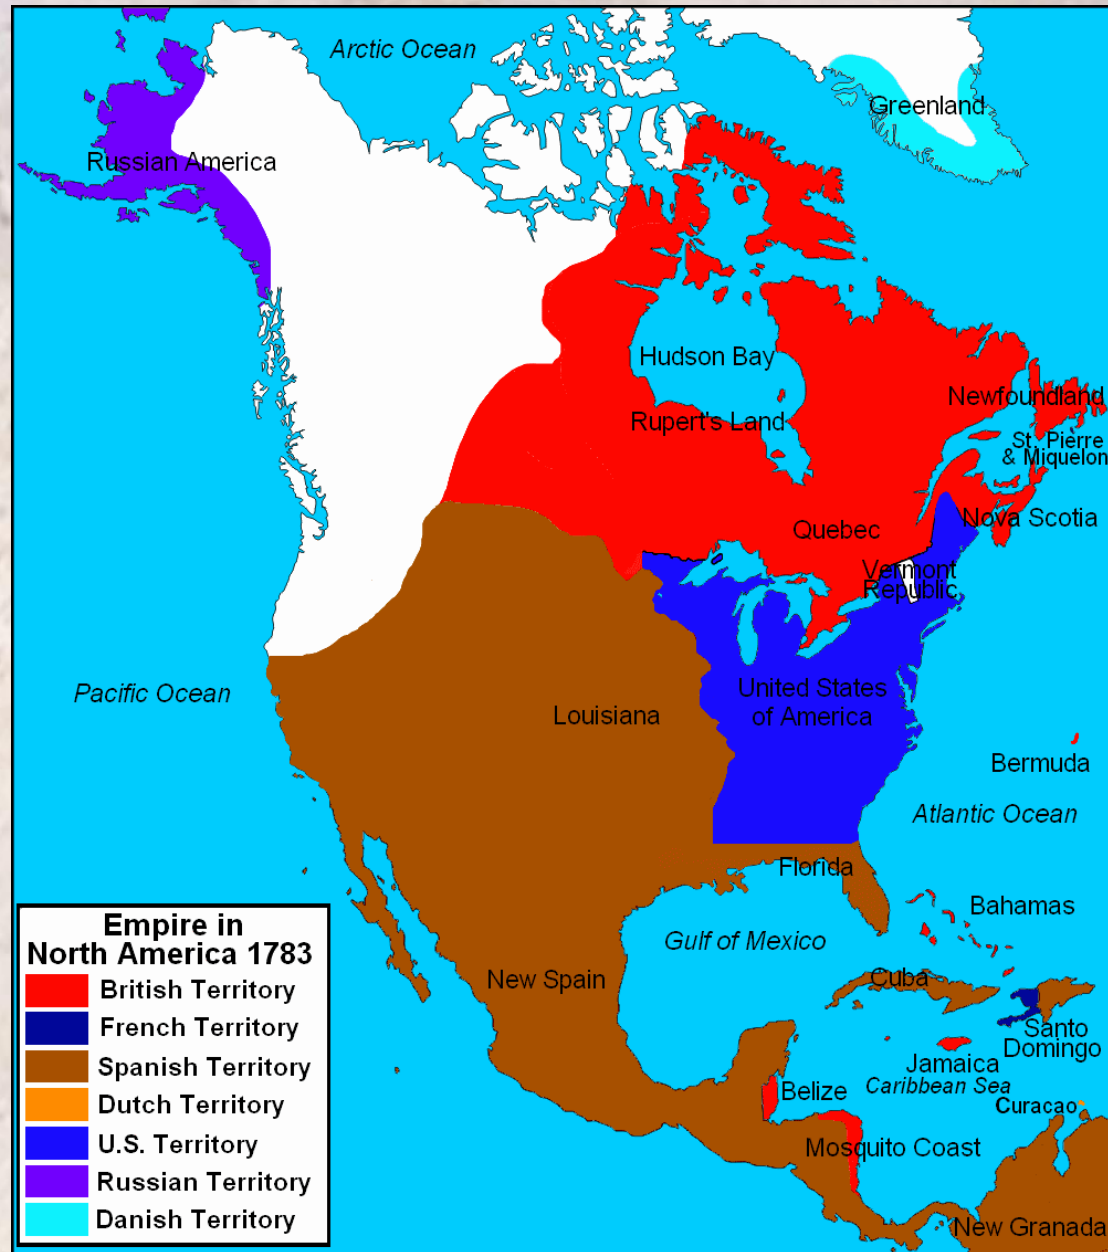 Arctic Ocean
Greenland
Russian America
Hudson Bay
Newfoundland
Rupert's Land
St. Pierre
& Miquelon
Nova Scotia
Quebec
Vermont
Republic
United States
of America
Pacific Ocean
Louisiana
Bermuda
Atlantic Ocean
Florida
Bahamas
Gulf of Mexico
New Spain
Cuba
Santo
Domingo
Jamaica
Caribbean Sea
Belize
Curacao
Mosquito Coast
New Granada
Empire in
North America 1783
British Territory
French Territory
Spanish Territory
Dutch Territory
U.S. Territory
Russian Territory
Danish Territory